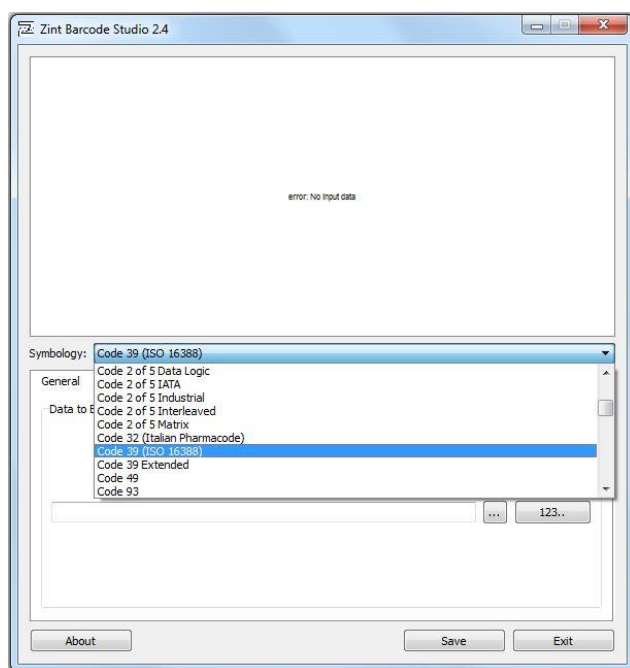 Zint Barcode Studio 2.4
error: No input data
Symbology: Code 39 (ISO 16388)
Code 2 of 5 Data Logic
General
Code 2 of 5 IATA
Code 2 of 5 Industrial
Data to E
Code 2 of 5 Interleaved
Code 2 of 5 Matrix
Code 32 (Italian Pharmacode)
Code 39 (ISO 16388)
Code 39 Extended
Code 49
Code 93
... 123..
About Save Exit